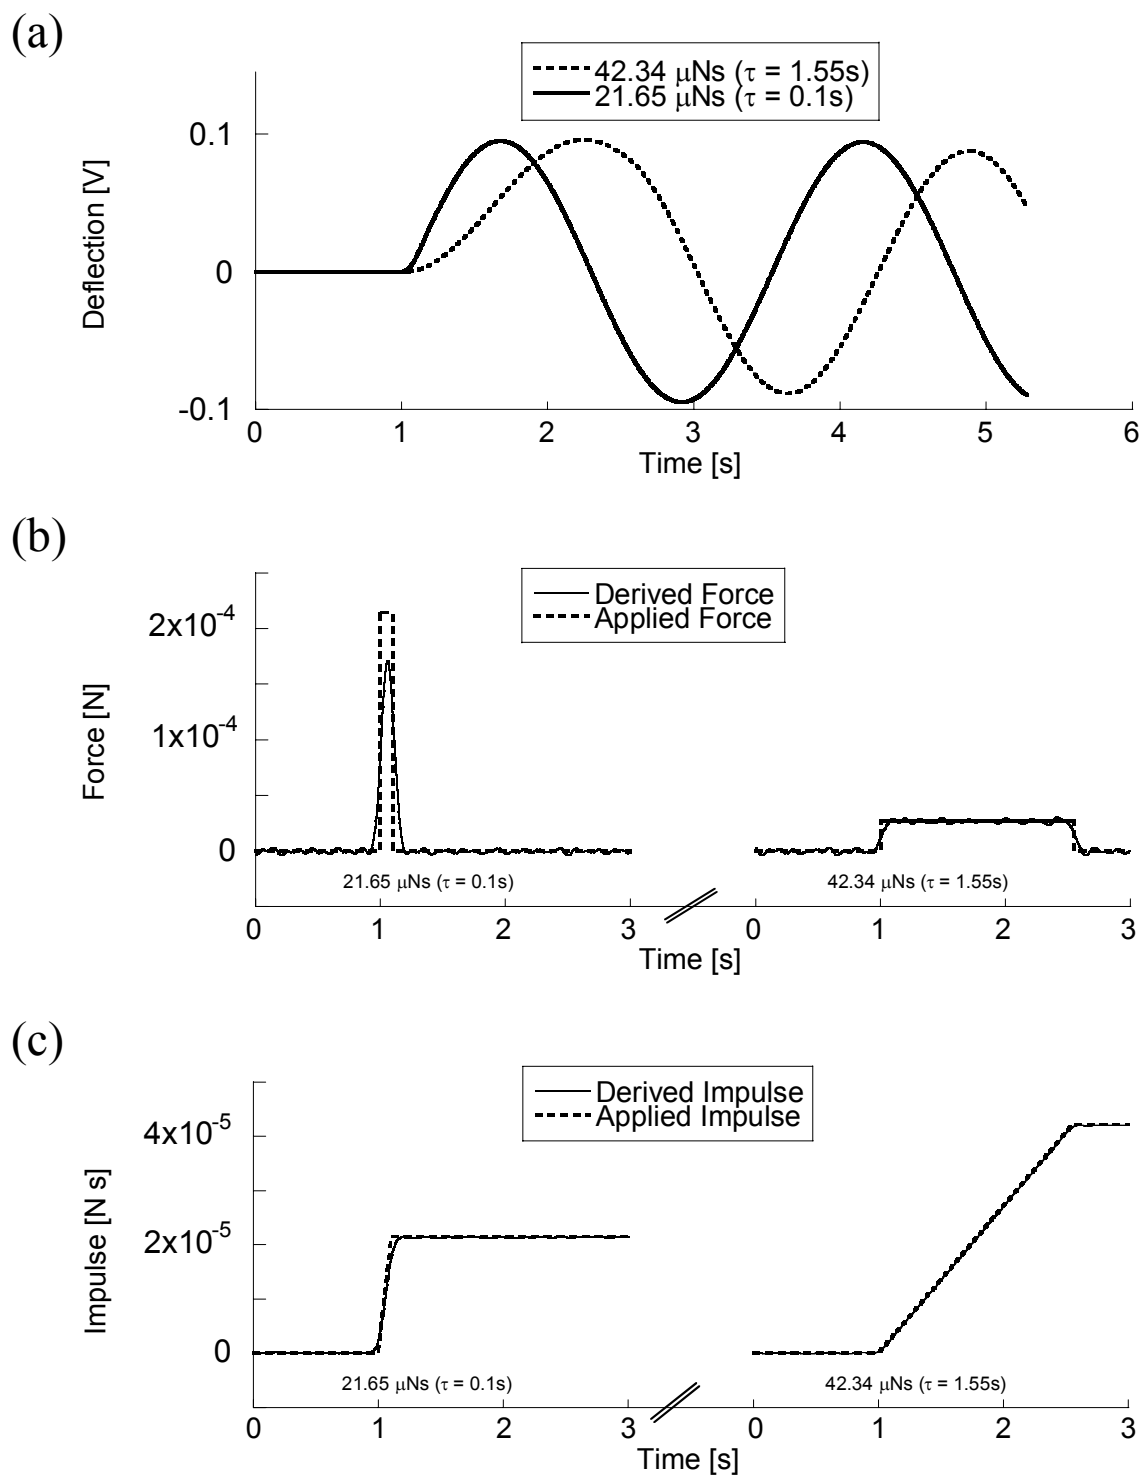 (a)
42.34 μNs (τ = 1.55s)
21.65 μNs (τ = 0.1s)
0.1
0
-0.1
Deflection [V]
0 1 2 3 4 5 6
Time [s]
(b)
Derived Force
Applied Force
2x10⁻⁴
1x10⁻⁴
0
Force [N]
21.65 μNs (τ = 0.1s) 42.34 μNs (τ = 1.55s)
0 1 2 3 0 1 2 3
Time [s]
(c)
Derived Impulse
Applied Impulse
4x10⁻⁵
2x10⁻⁵
0
Impulse [N s]
21.65 μNs (τ = 0.1s) 42.34 μNs (τ = 1.55s)
0 1 2 3 0 1 2 3
Time [s]